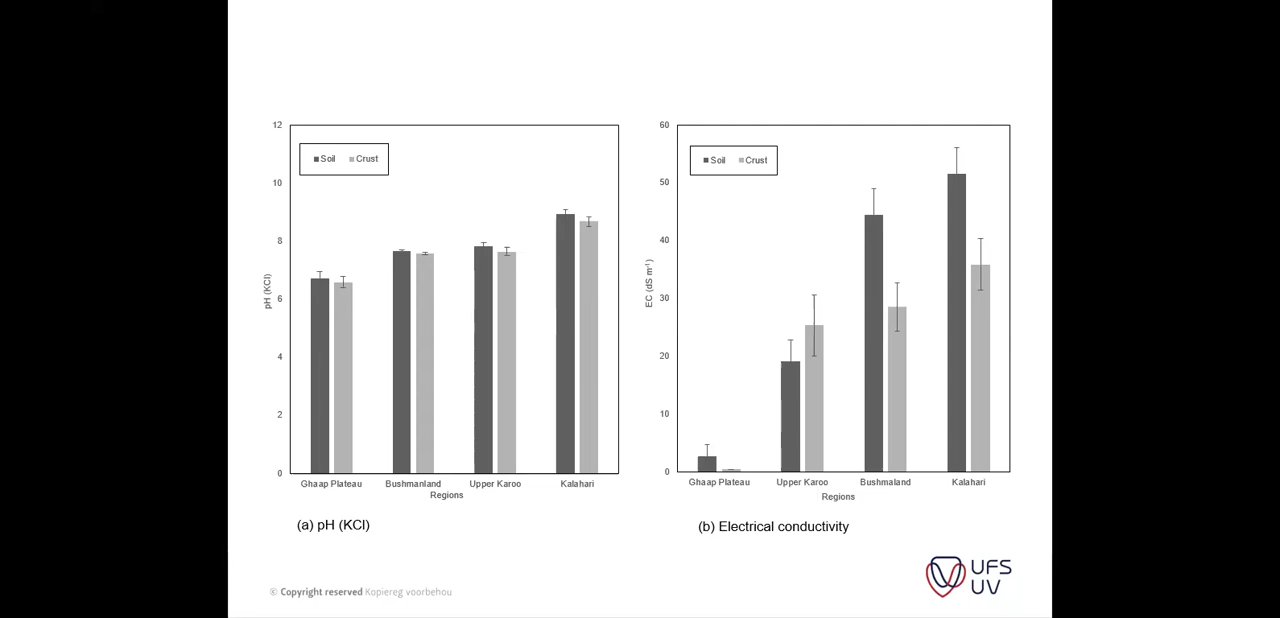 12
10
8
6
4
2
0
pH (KCl)
Soil Crust
Ghaap Plateau Bushmanland Upper Karoo Kalahari
Regions
(a) pH (KCl)
60
50
40
30
20
10
0
EC (dS m⁻¹)
Soil Crust
Ghaap Plateau Upper Karoo Bushmaland Kalahari
Regions
(b) Electrical conductivity
© Copyright reserved Kopiereg voorbehou
UFS
UV